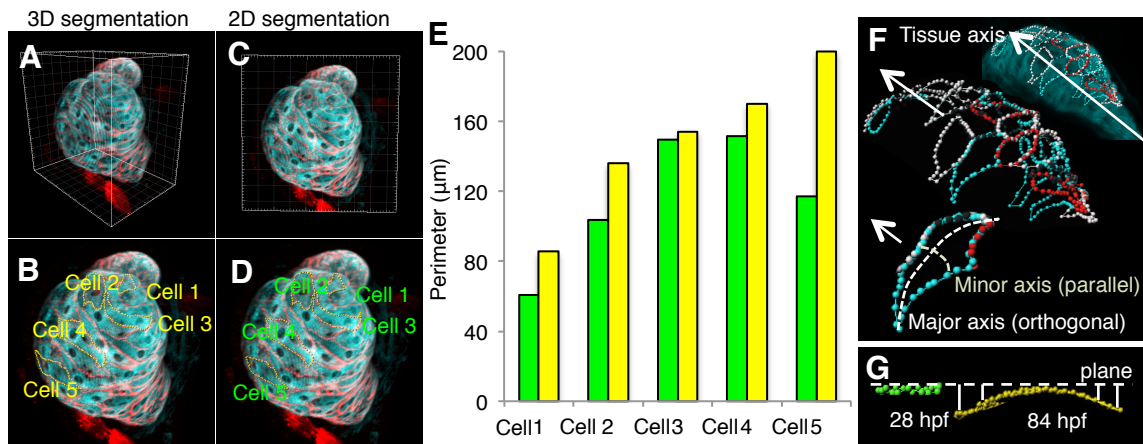 3D segmentation
2D segmentation
A
C
B
Cell 2
Cell 1
Cell 3
Cell 4
Cell 5
D
Cell 2
Cell 1
Cell 3
Cell 4
Cell 5
E
Perimeter (µm)
200
160
120
80
40
0
Cell1
Cell 2
Cell3
Cell4
Cell5
F
Tissue axis
Minor axis (parallel)
Major axis (orthogonal)
G
plane
28 hpf
84 hpf